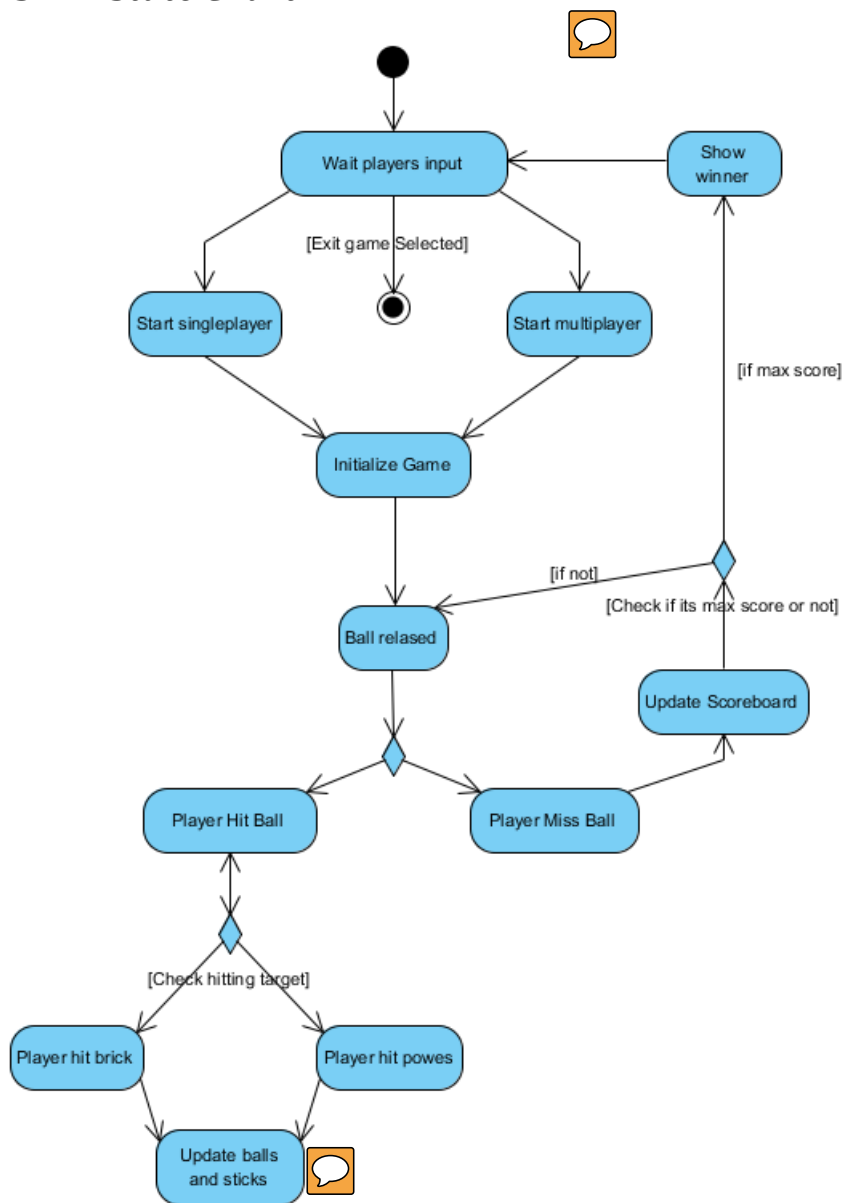 Wait players input
Show
winner
[Exit game Selected]
Start singleplayer
Start multiplayer
[if max score]
Initialize Game
[if not]
[Check if its max score or not]
Ball relased
Update Scoreboard
Player Hit Ball
Player Miss Ball
[Check hitting target]
Player hit brick
Player hit powes
Update balls
and sticks